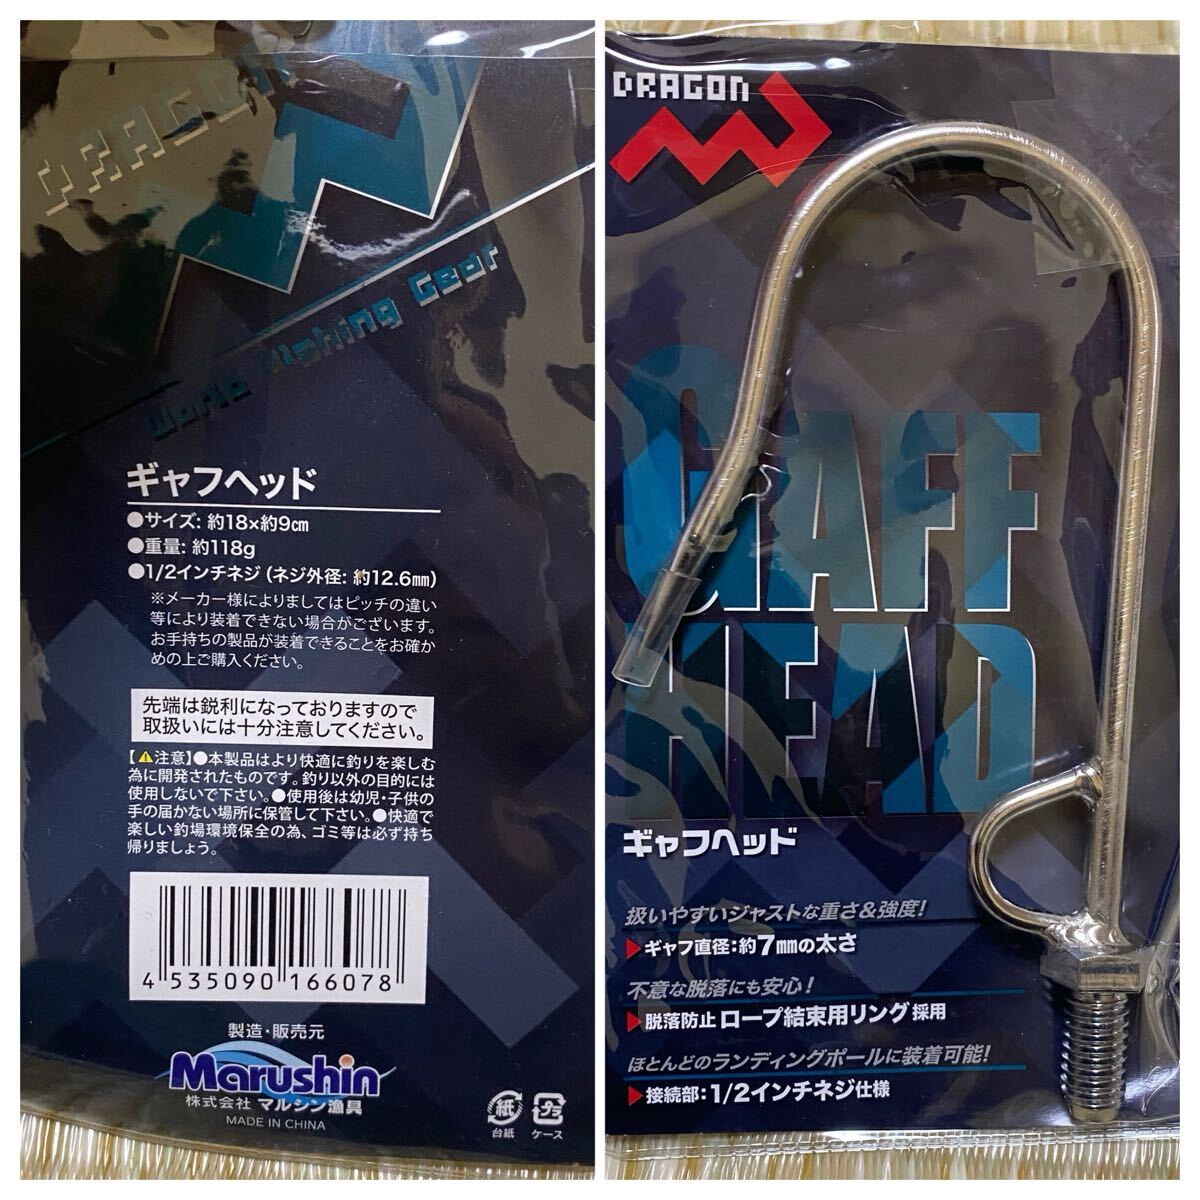 DRAGON
World Fishing Gear
ギャフヘッド
●サイズ: 約18×約9㎝
●重量: 約118g
●1/2インチネジ (ネジ外径: 約12.6㎜)
※メーカー様によりましてはピッチの違い
等により装着できない場合がございます。
お手持ちの製品が装着できることをお確か
めの上ご購入ください。
先端は鋭利になっておりますので
取扱いには十分注意してください。
【⚠注意】●本製品はより快適に釣りを楽しむ
為に開発されたものです。釣り以外の目的には
使用しないで下さい。●使用後は幼児・子供の
手の届かない場所に保管して下さい。●快適で
楽しい釣場環境保全の為、ゴミ等は必ず持ち
帰りましょう。
4 535090 166078
製造・販売元
Marushin
株式会社 マルシン漁具
MADE IN CHINA
紙
台紙
プラ
ケース
DRAGON
GAFF
HEAD
ギャフヘッド
扱いやすいジャストな重さ&強度!
▶ギャフ直径:約7㎜の太さ
不意な脱落にも安心!
▶脱落防止 ロープ結束用リング採用
ほとんどのランディングポールに装着可能!
▶接続部:1/2インチネジ仕様